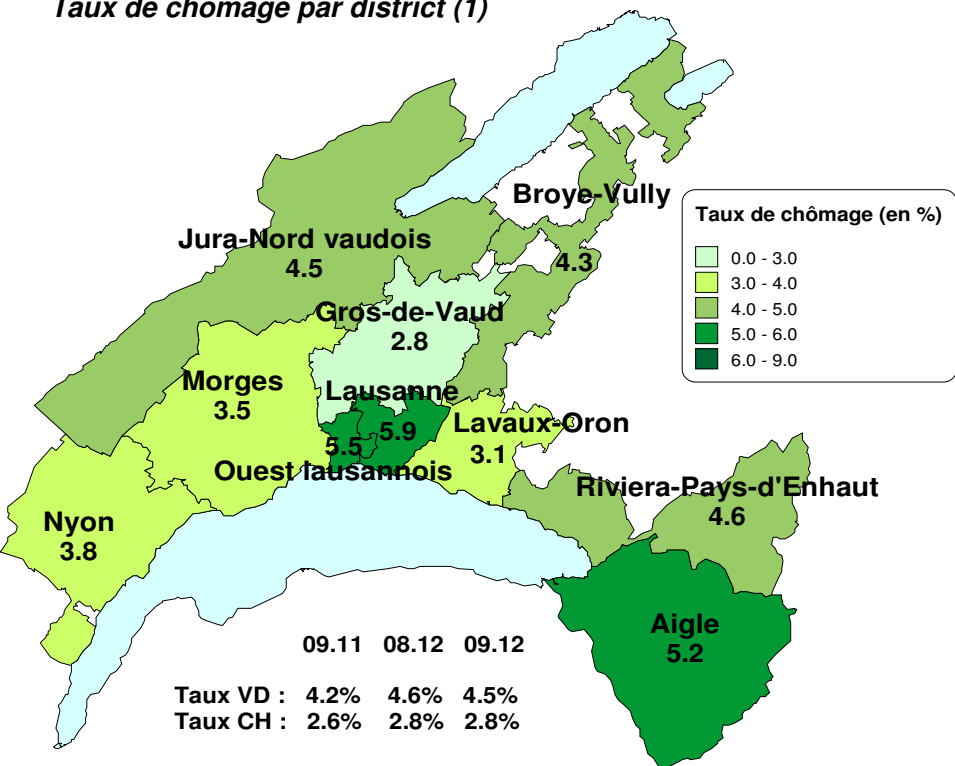 Taux de chômage par district (1)
Broye-Vully
4.3
Taux de chômage (en %)
0.0 - 3.0
3.0 - 4.0
4.0 - 5.0
5.0 - 6.0
6.0 - 9.0
Jura-Nord vaudois
4.5
Gros-de-Vaud
2.8
Morges
3.5
Lausanne
5.9
Lavaux-Oron
3.1
5.5
Ouest lausannois
Riviera-Pays-d'Enhaut
4.6
Nyon
3.8
Aigle
5.2
09.11 08.12 09.12
Taux VD : 4.2% 4.6% 4.5%
Taux CH : 2.6% 2.8% 2.8%